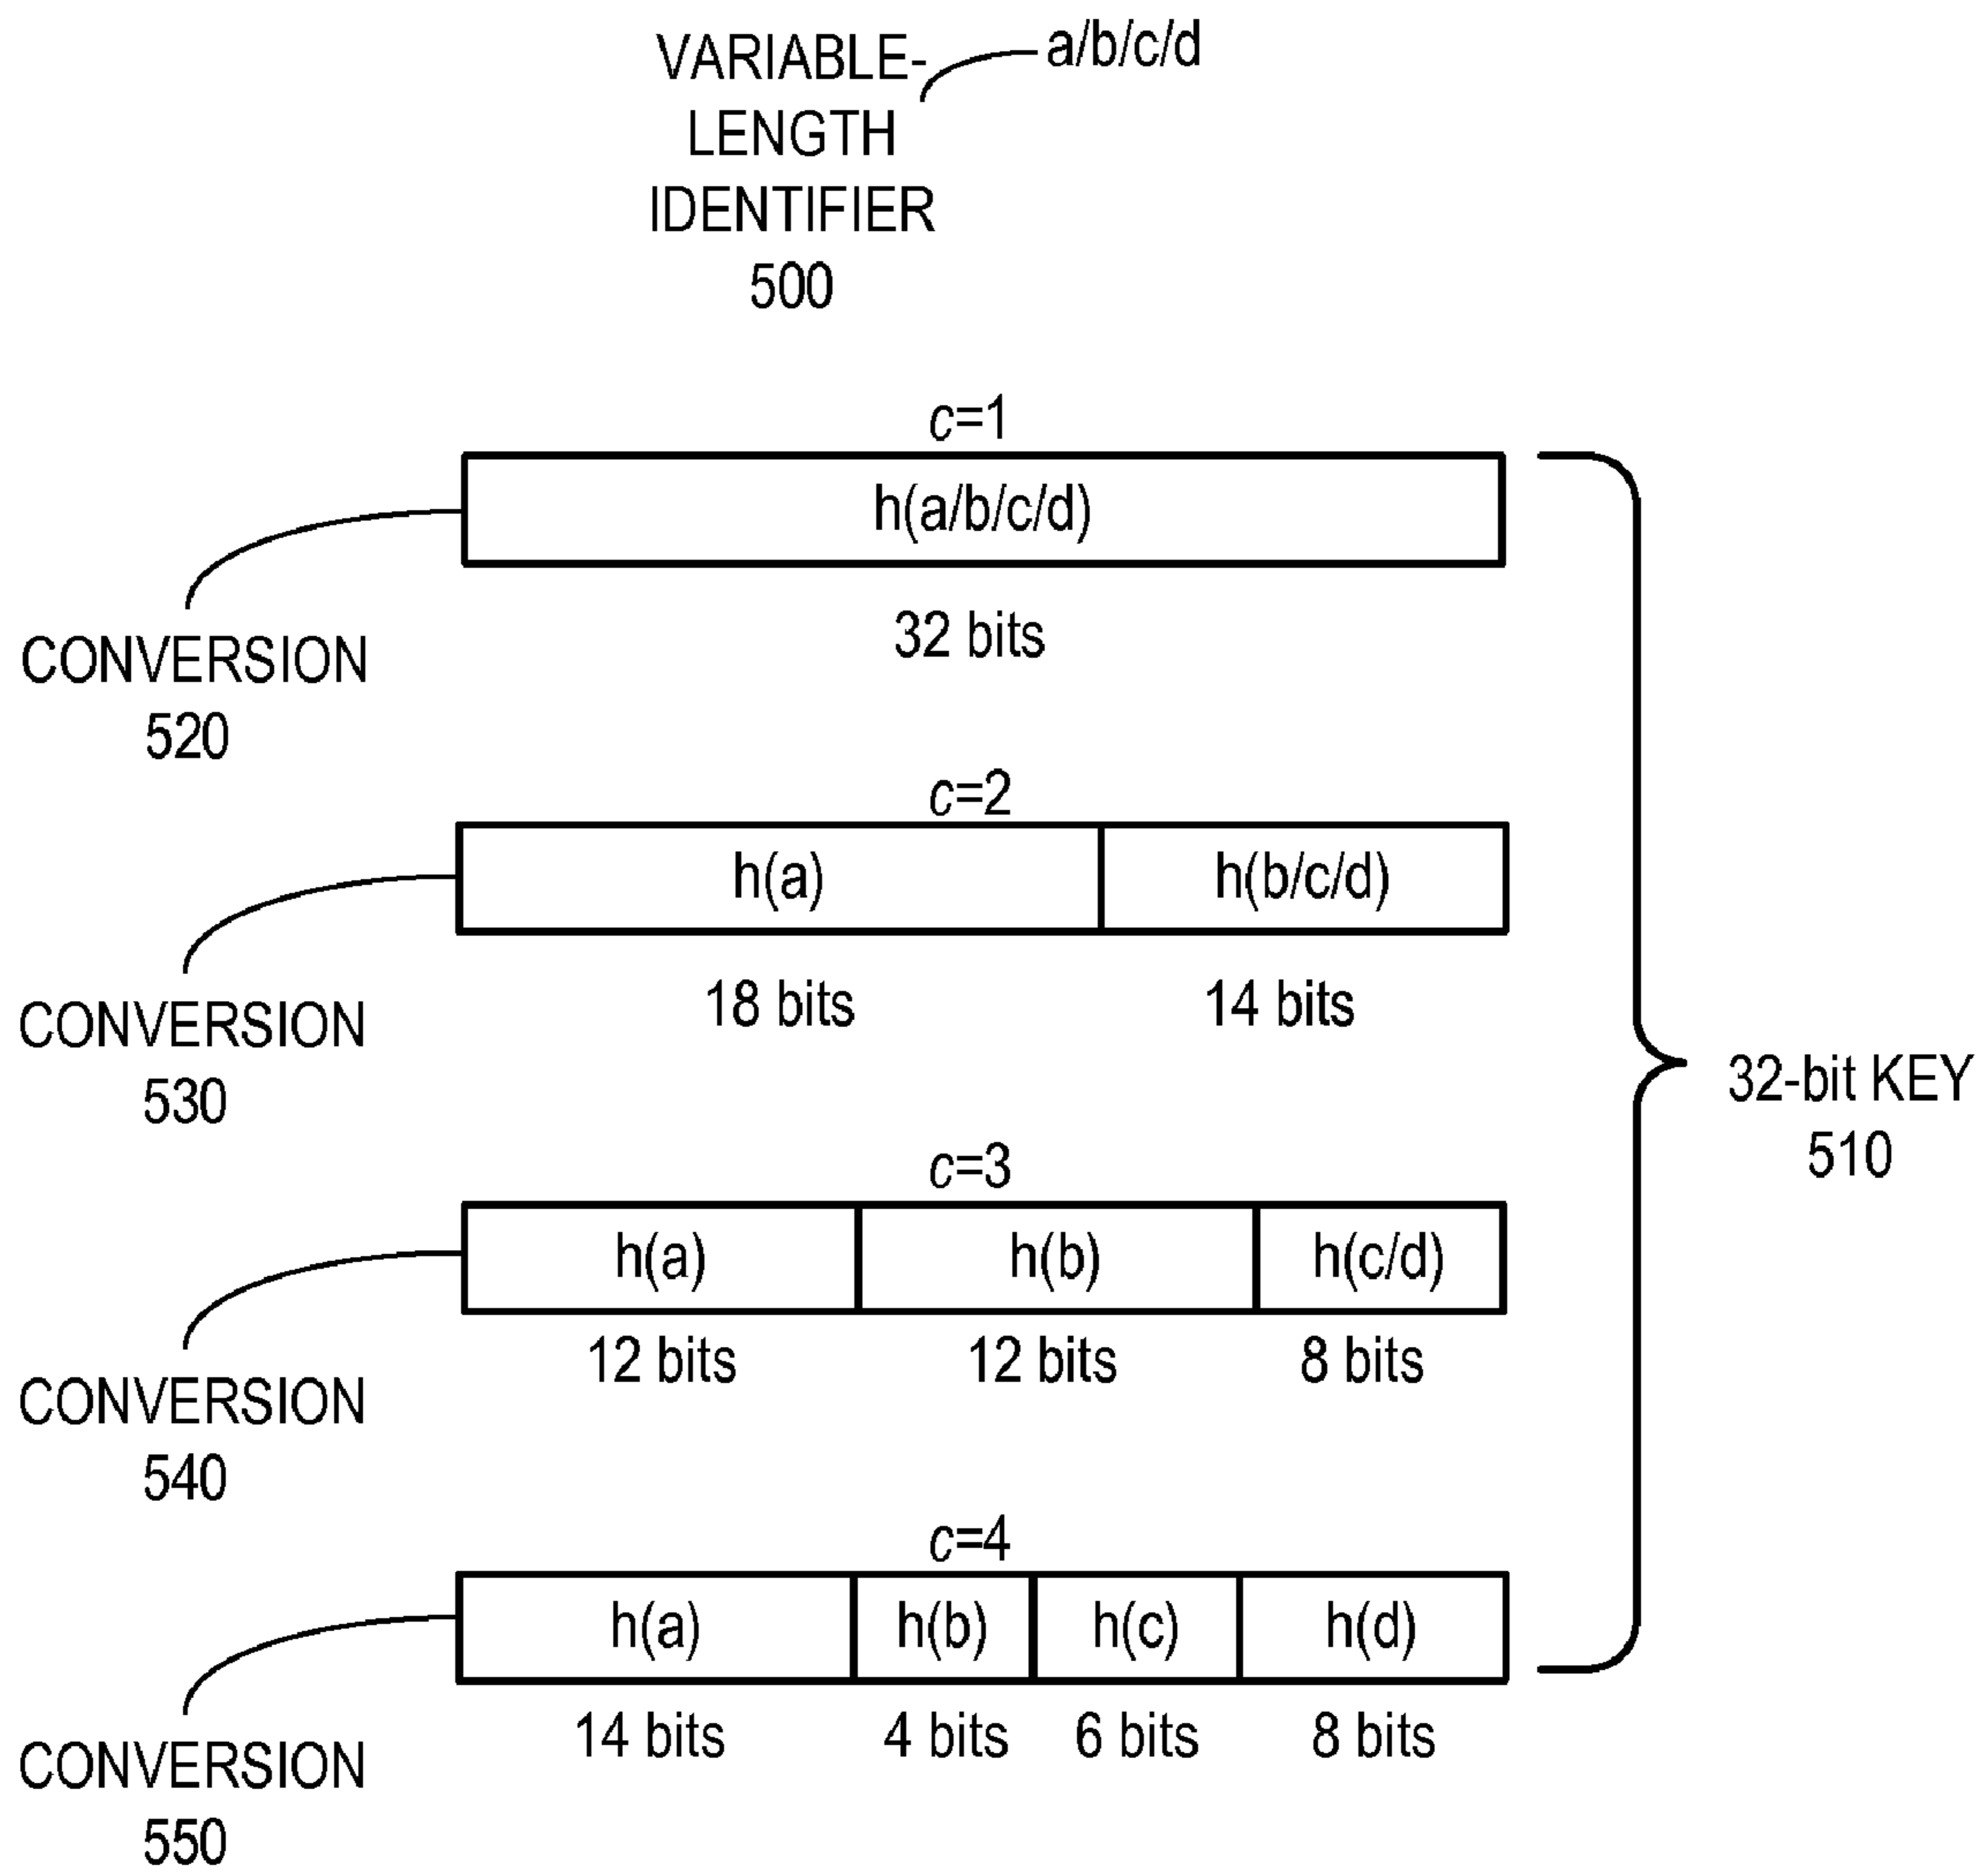 VARIABLE-
LENGTH
IDENTIFIER
500
a/b/c/d
c=1
h(a/b/c/d)
32 bits
CONVERSION
520
c=2
h(a) h(b/c/d)
18 bits 14 bits
CONVERSION
530
32-bit KEY
510
c=3
h(a) h(b) h(c/d)
12 bits 12 bits 8 bits
CONVERSION
540
c=4
h(a) h(b) h(c) h(d)
14 bits 4 bits 6 bits 8 bits
CONVERSION
550